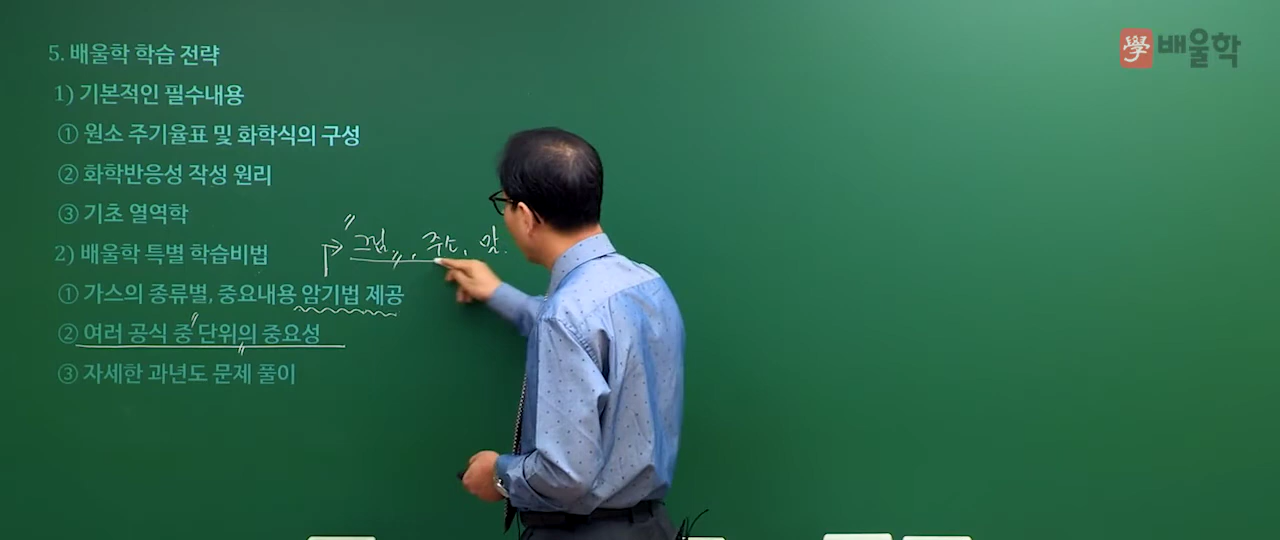 5. 배울학 학습 전략
1) 기본적인 필수내용
① 원소 주기율표 및 화학식의 구성
② 화학반응성 작성 원리
③ 기초 열역학
2) 배울학 특별 학습비법
"그림", 주소,
① 가스의 종류별, 중요내용 암기법 제공
② 여러 공식 중 단위의 중요성
③ 자세한 과년도 문제 풀이
學 배울학